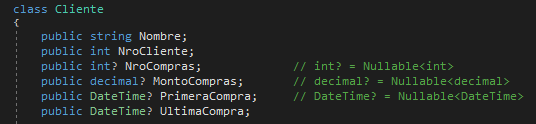 class Cliente
{
public string Nombre;
public int NroCliente;
public int? NroCompras; // int? = Nullable<int>
public decimal? MontoCompras; // decimal? = Nullable<decimal>
public DateTime? PrimeraCompra; // DateTime? = Nullable<DateTime>
public DateTime? UltimaCompra;